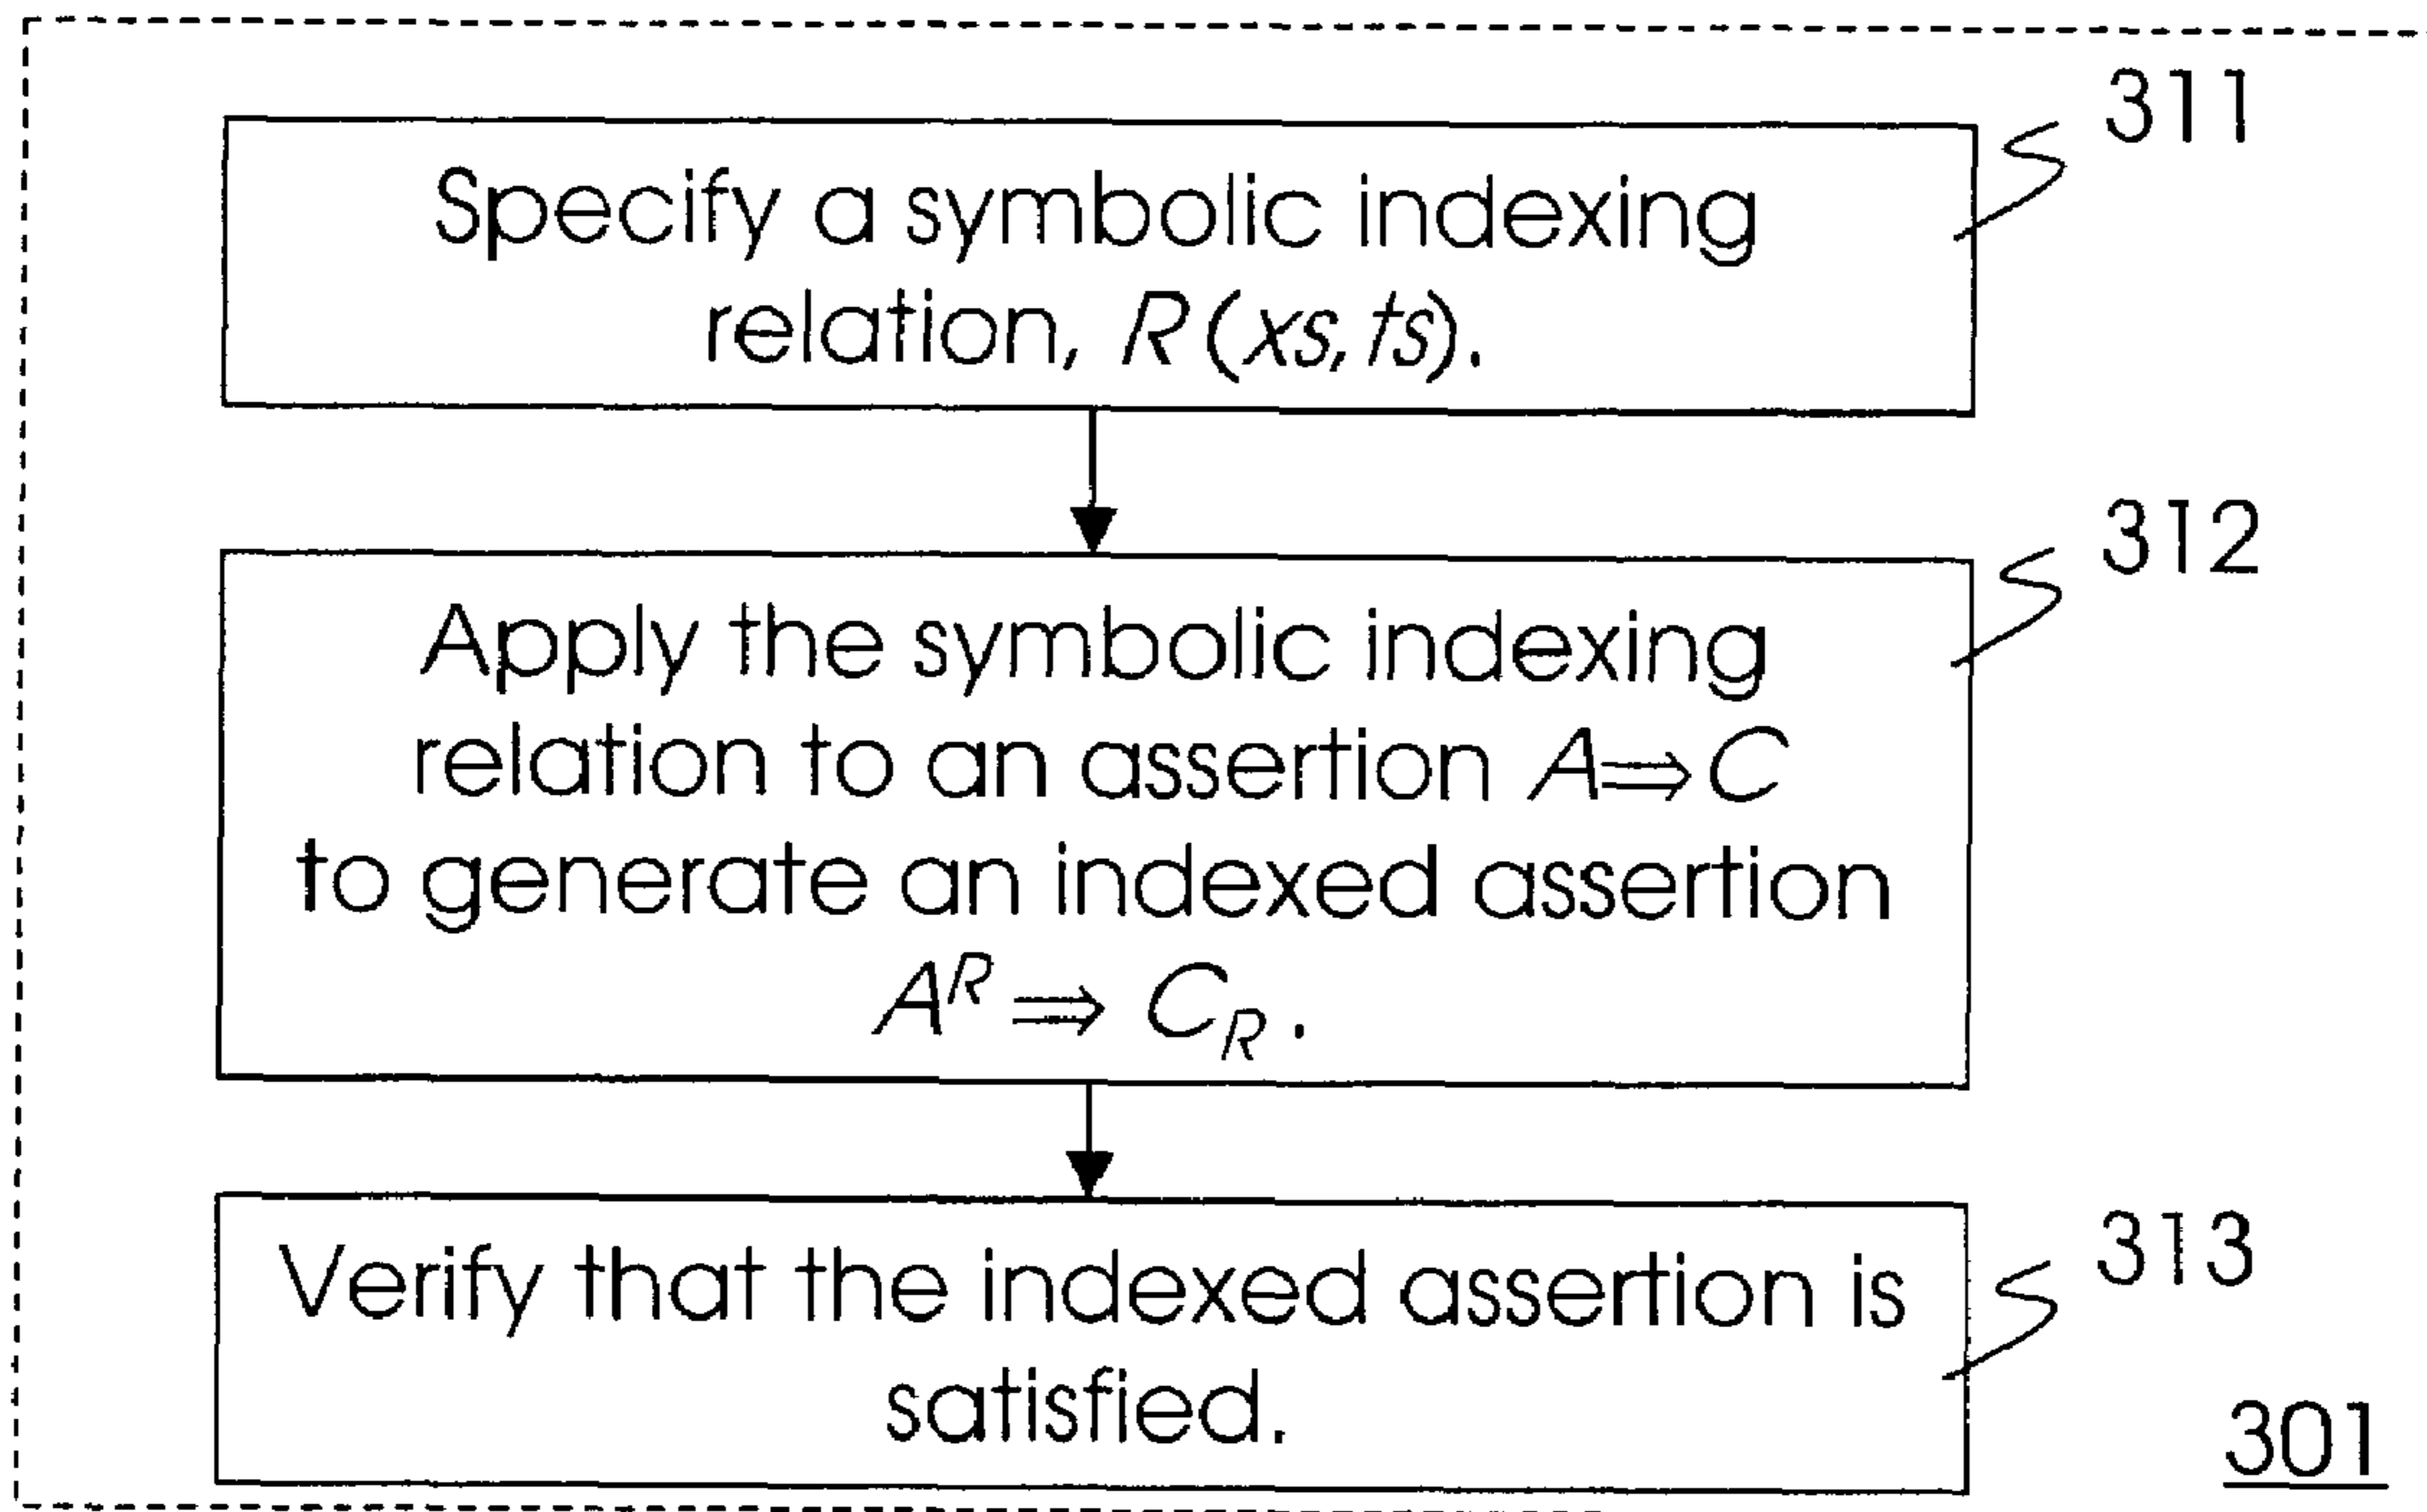 311
Specify a symbolic indexing
relation, R(xs, ts).
312
Apply the symbolic indexing
relation to an assertion A⇒C
to generate an indexed assertion
Aᴿ ⇒ C_R.
313
Verify that the indexed assertion is
satisfied.
301